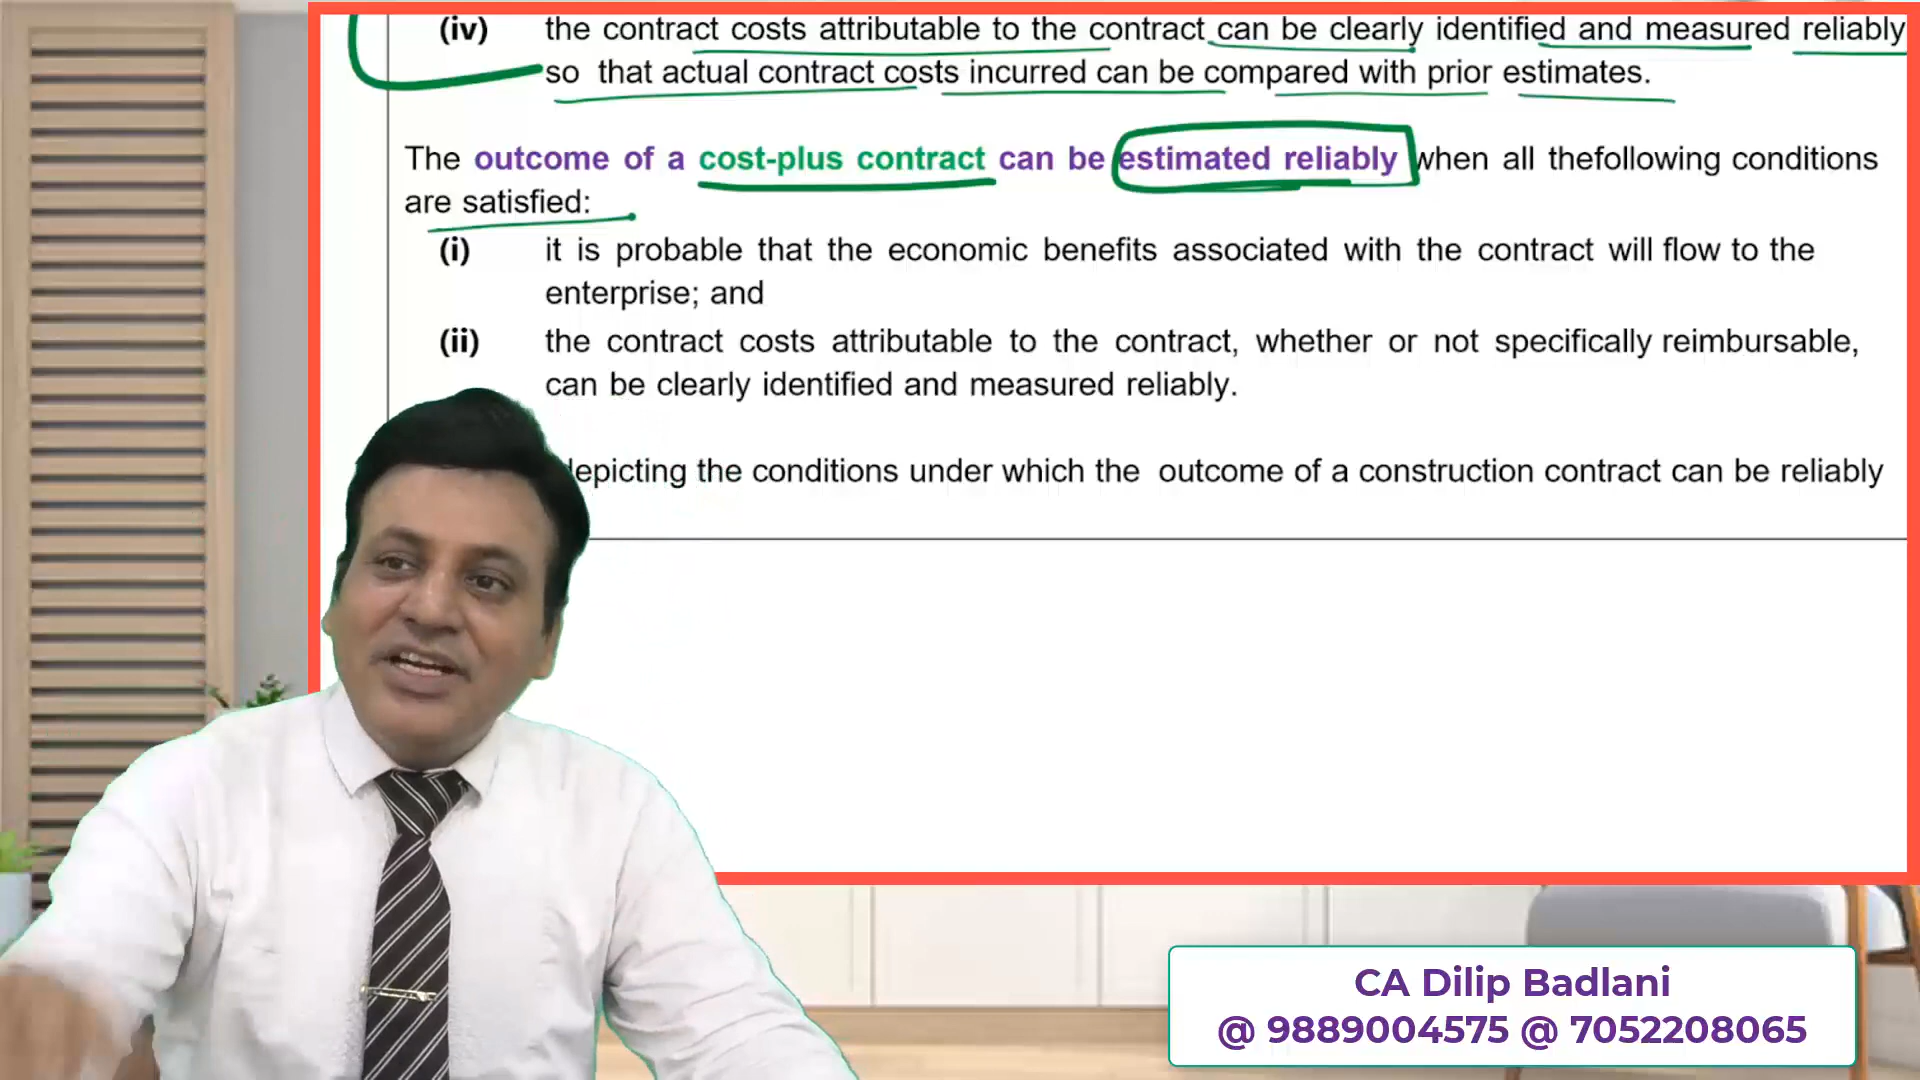 (iv) the contract costs attributable to the contract can be clearly identified and measured reliably
so that actual contract costs incurred can be compared with prior estimates.
The outcome of a cost-plus contract can be estimated reliably when all thefollowing conditions
are satisfied:
(i) it is probable that the economic benefits associated with the contract will flow to the
enterprise; and
(ii) the contract costs attributable to the contract, whether or not specifically reimbursable,
can be clearly identified and measured reliably.
the conditions under which the outcome of a construction contract can be reliably
CA Dilip Badlani
@ 9889004575 @ 7052208065